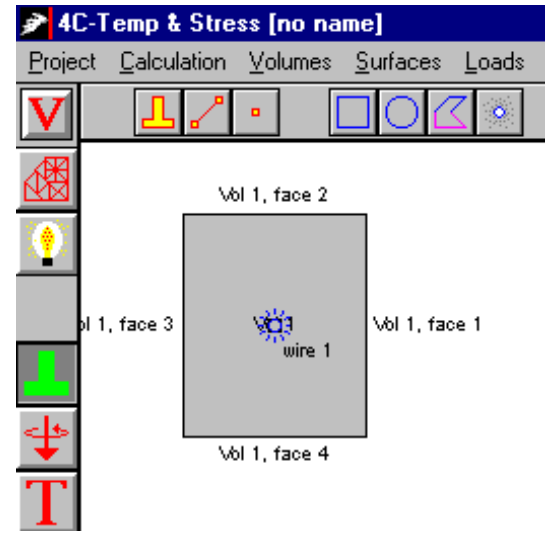 4C-Temp & Stress [no name]
Project Calculation Volumes Surfaces Loads
V
Vol 1, face 2
ol 1, face 3
Vol 1, face 1
wire 1
Vol 1, face 4
T